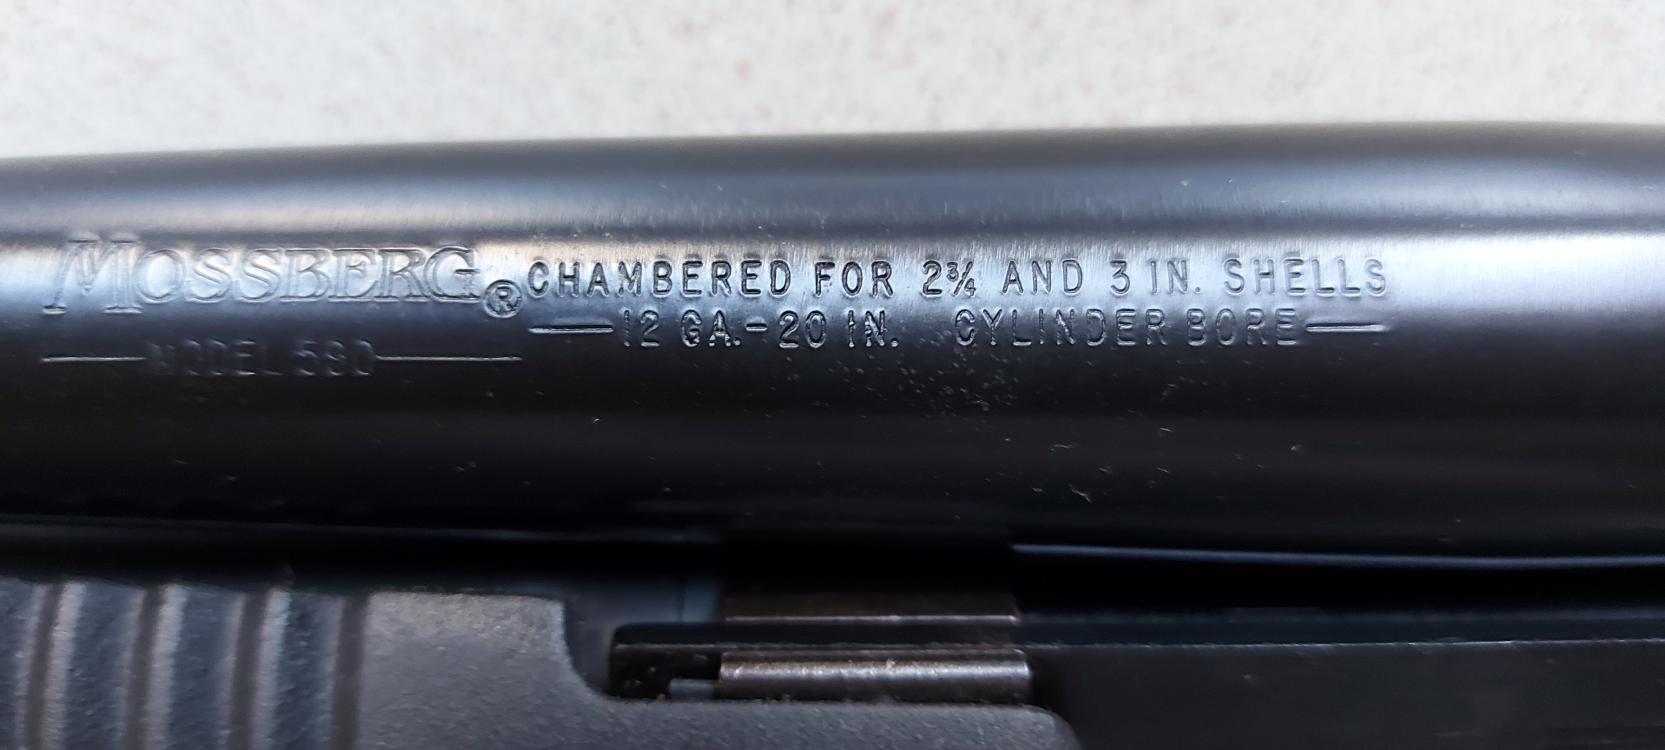 MOSSBERG®
MODEL 590
CHAMBERED FOR 2¾ AND 3 IN. SHELLS
12 GA.-20 IN. CYLINDER BORE